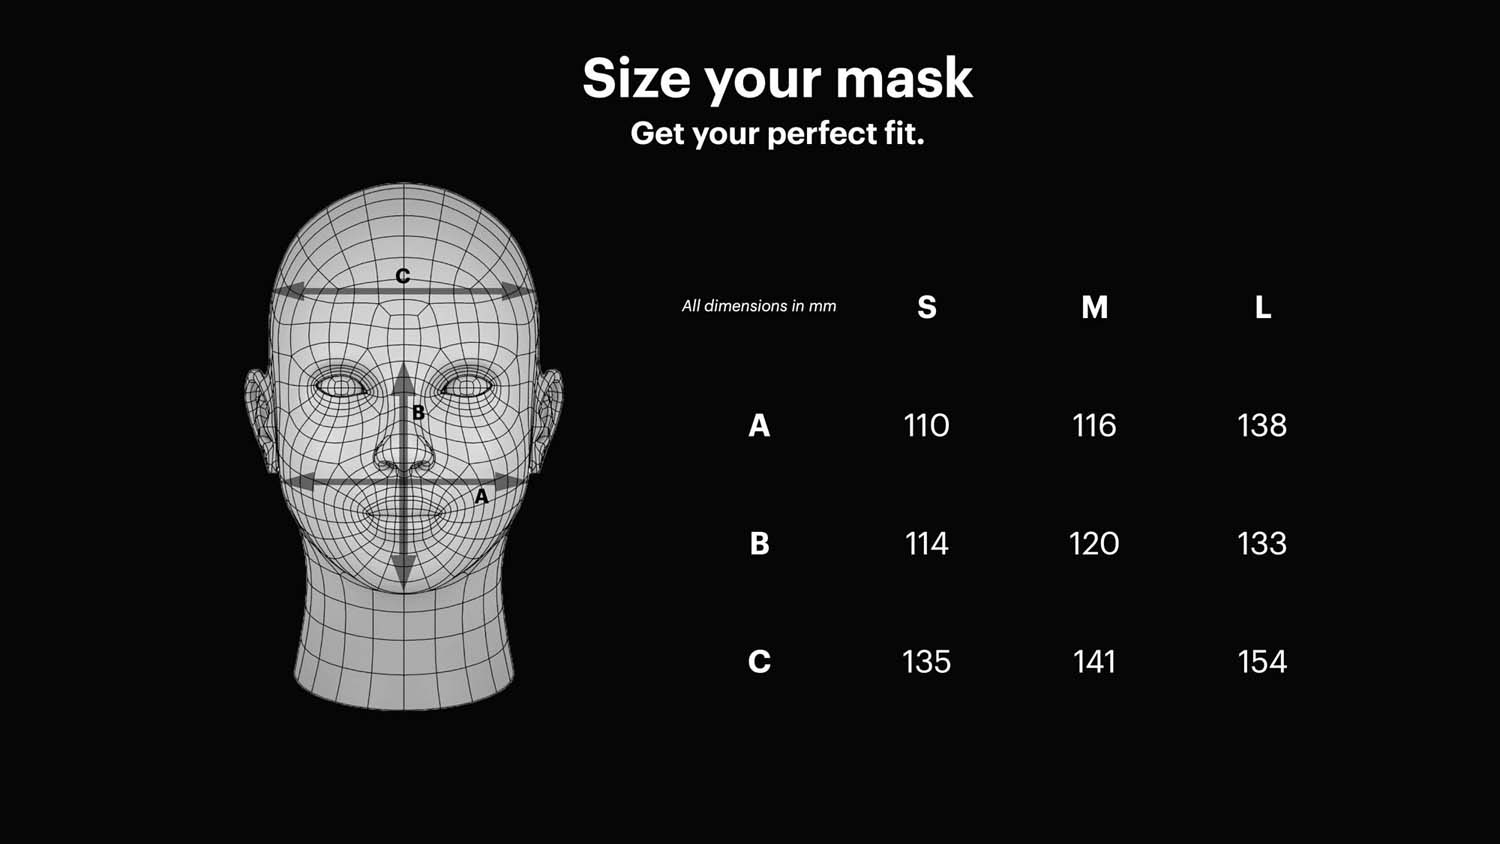 Size your mask
Get your perfect fit.
C
B
A
All dimensions in mm S M L
A 110 116 138
B 114 120 133
C 135 141 154